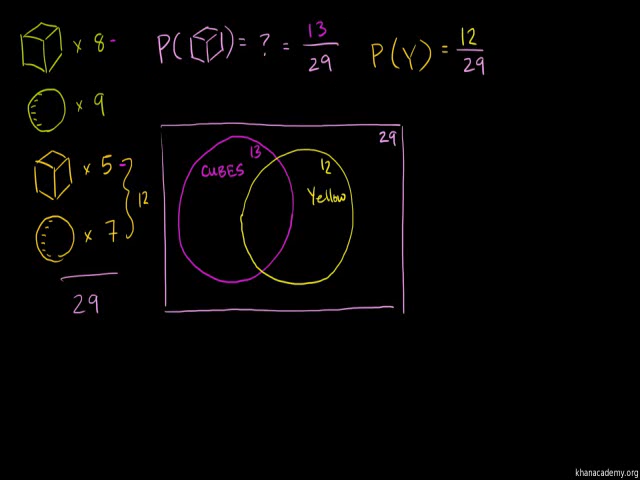 × 8
× 9
× 5
× 7
12
29
P( ) = ? = 13/29
P(Y) = 12/29
29
CUBES 13
12
Yellow
khanacademy.org